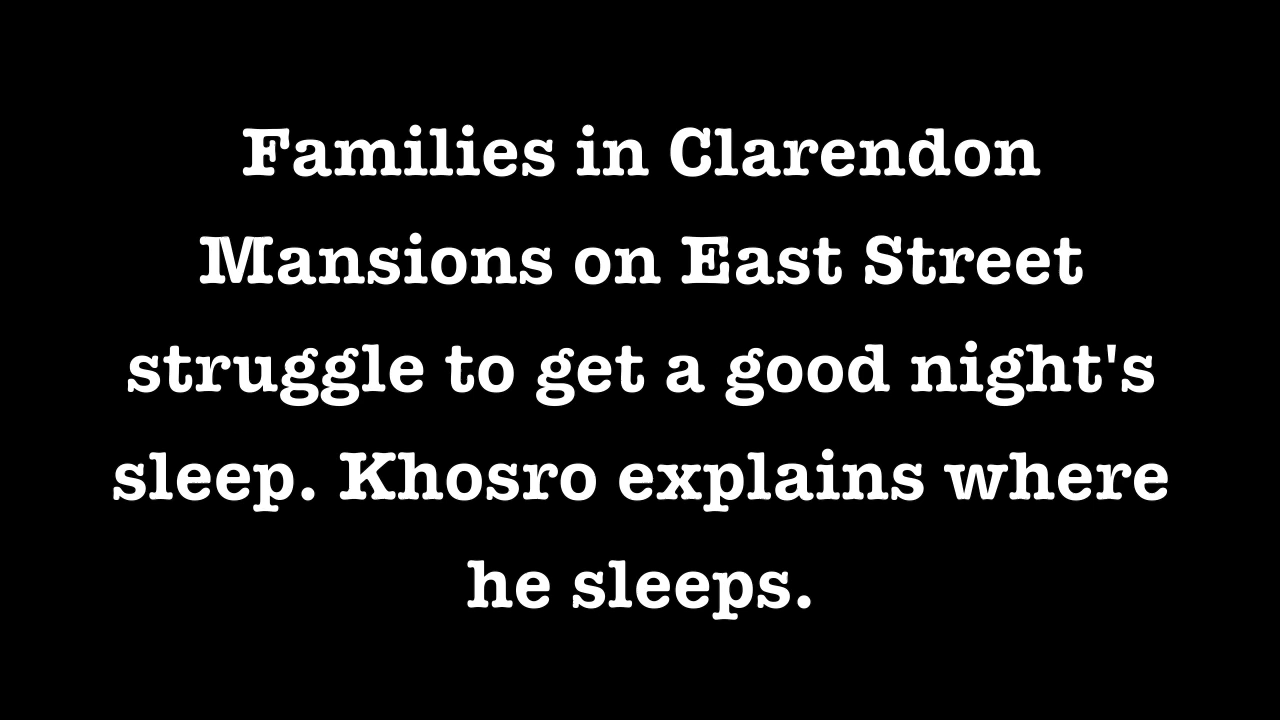 Families in Clarendon
Mansions on East Street
struggle to get a good night's
sleep. Khosro explains where
he sleeps.